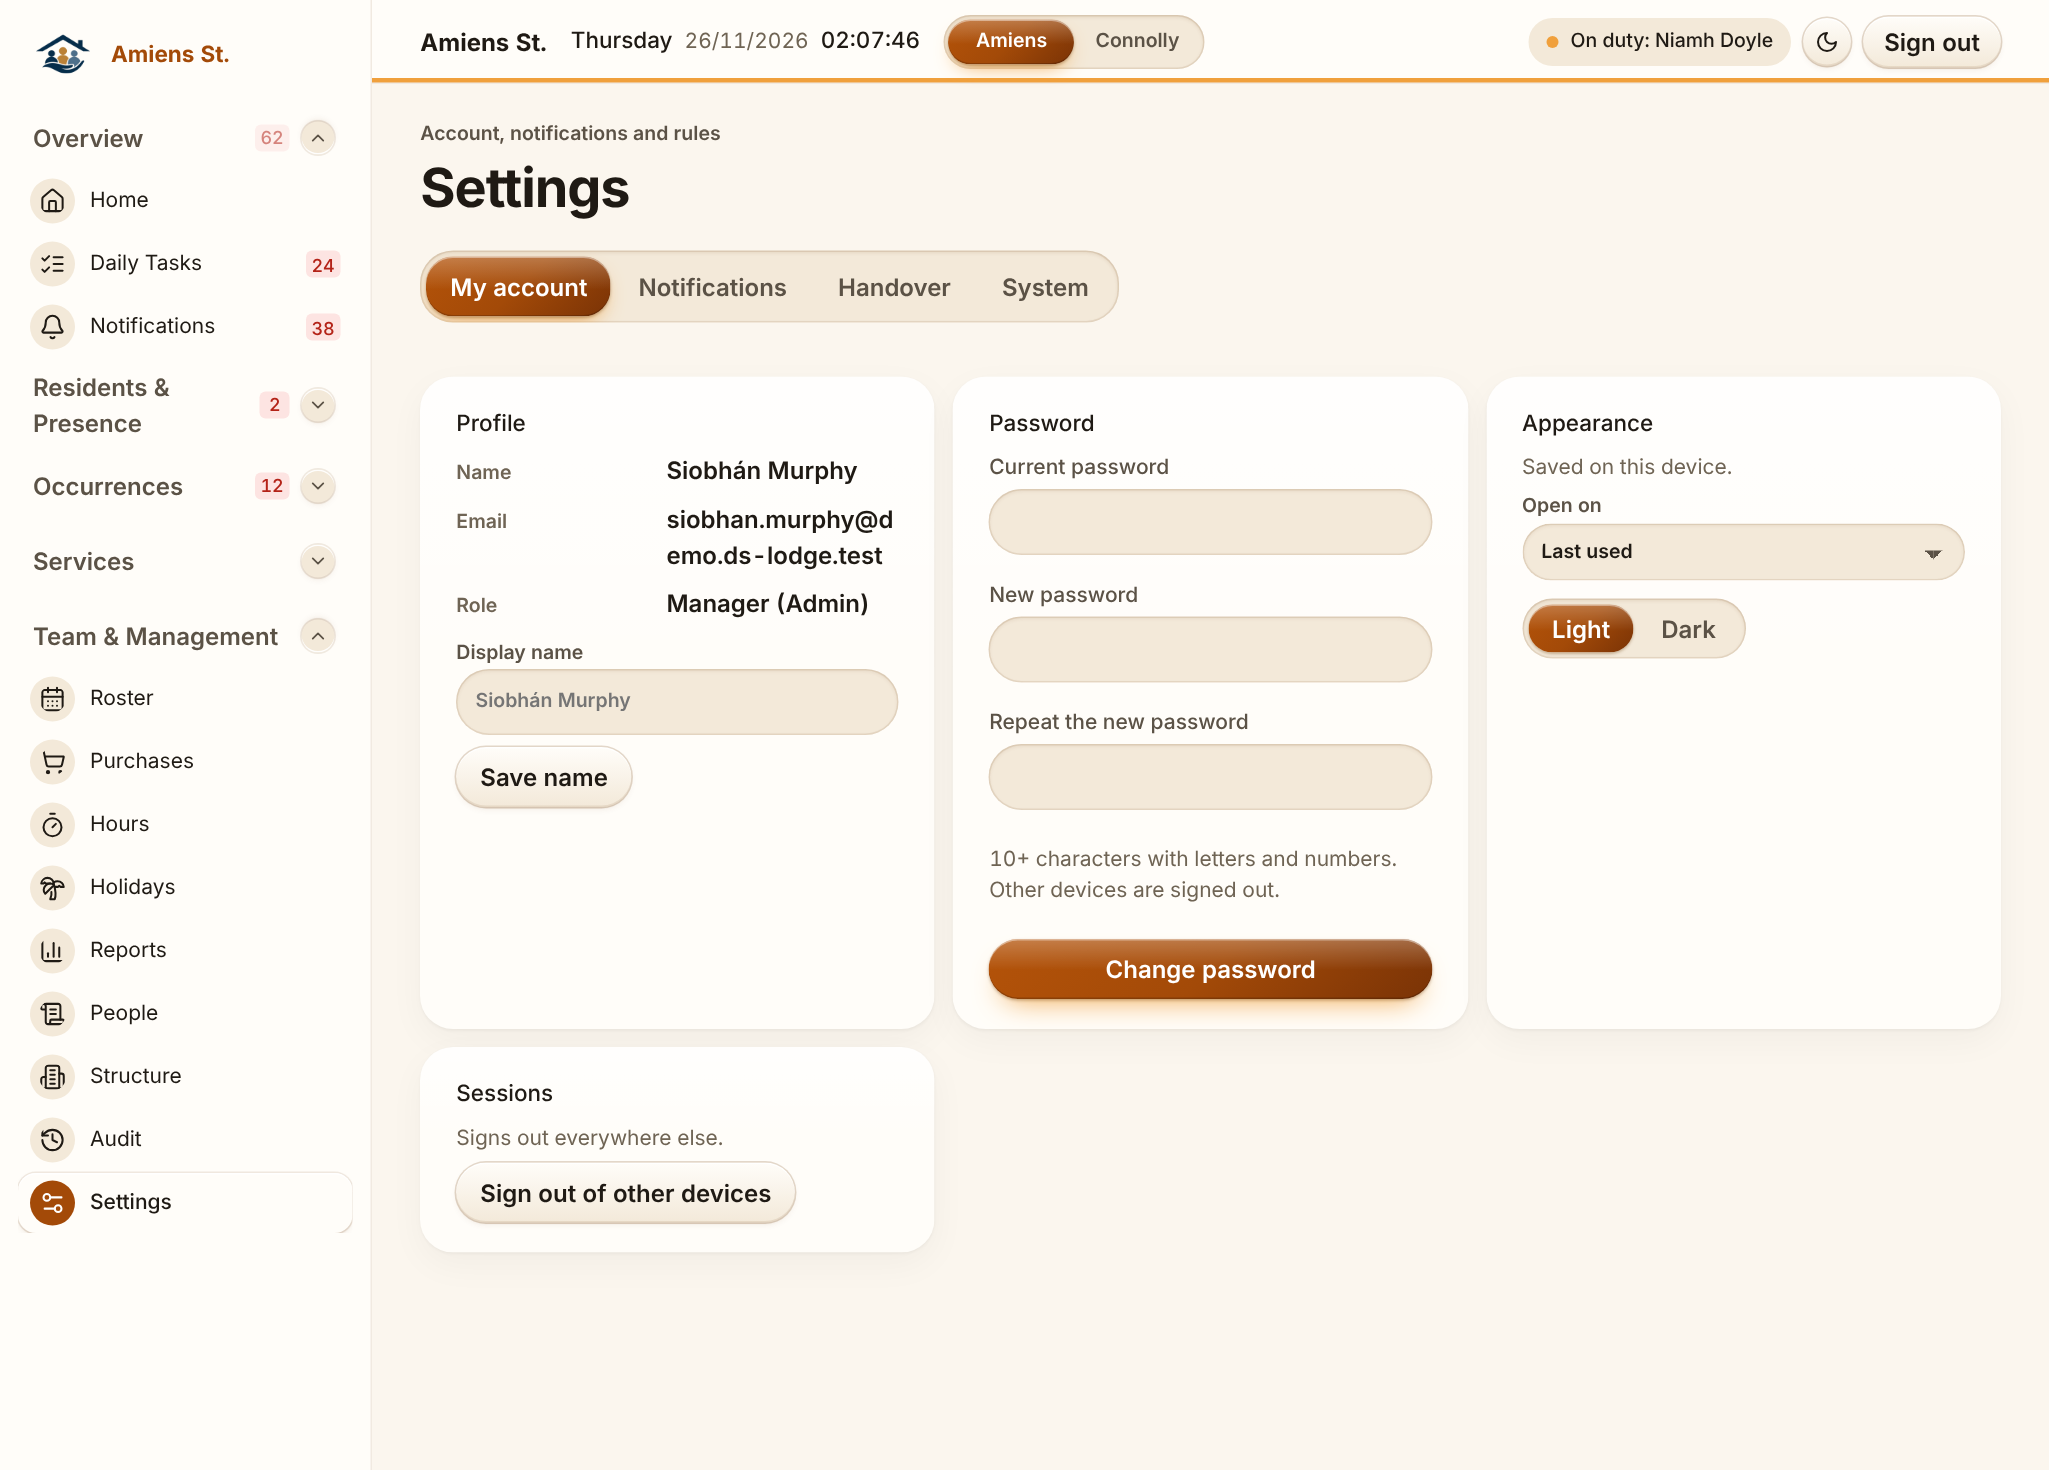 Amiens St.
Overview 62
Home
Daily Tasks 24
Notifications 38
Residents &
Presence 2
Occurrences 12
Services
Team & Management
Roster
Purchases
Hours
Holidays
Reports
People
Structure
Audit
Settings
Amiens St. Thursday 26/11/2026 02:07:46 Amiens Connolly On duty: Niamh Doyle Sign out
Account, notifications and rules
Settings
My account Notifications Handover System
Profile
Name Siobhán Murphy
Email siobhan.murphy@d
emo.ds-lodge.test
Role Manager (Admin)
Display name
Siobhán Murphy
Save name
Password
Current password
New password
Repeat the new password
10+ characters with letters and numbers.
Other devices are signed out.
Change password
Appearance
Saved on this device.
Open on
Last used
Light Dark
Sessions
Signs out everywhere else.
Sign out of other devices